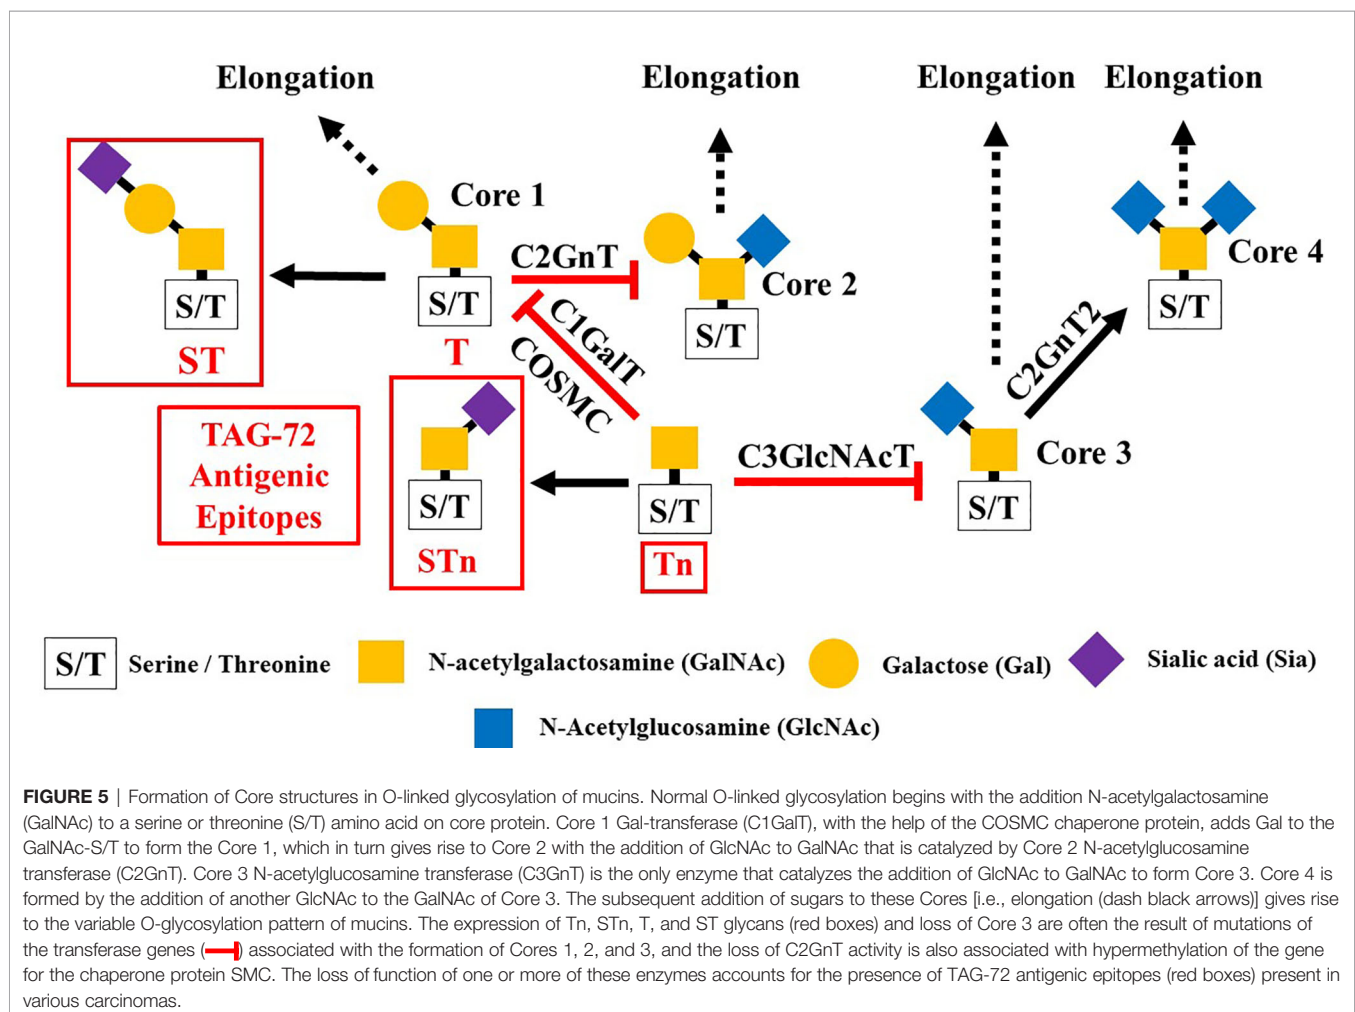 Elongation
Elongation
Elongation
Elongation
Core 1
C2GnT
Core 2
Core 4
S/T
S/T
S/T
S/T
ST
T
C1GalT
COSMC
C2GnT2
TAG-72
Antigenic
Epitopes
C3GlcNAcT
Core 3
S/T
S/T
S/T
STn
Tn
S/T
Serine / Threonine
N-acetylgalactosamine (GalNAc)
Galactose (Gal)
Sialic acid (Sia)
N-Acetylglucosamine (GlcNAc)
FIGURE 5 | Formation of Core structures in O-linked glycosylation of mucins. Normal O-linked glycosylation begins with the addition N-acetylgalactosamine
(GalNAc) to a serine or threonine (S/T) amino acid on core protein. Core 1 Gal-transferase (C1GalT), with the help of the COSMC chaperone protein, adds Gal to the
GalNAc-S/T to form the Core 1, which in turn gives rise to Core 2 with the addition of GlcNAc to GalNAc that is catalyzed by Core 2 N-acetylglucosamine
transferase (C2GnT). Core 3 N-acetylglucosamine transferase (C3GnT) is the only enzyme that catalyzes the addition of GlcNAc to GalNAc to form Core 3. Core 4 is
formed by the addition of another GlcNAc to the GalNAc of Core 3. The subsequent addition of sugars to these Cores [i.e., elongation (dash black arrows)] gives rise
to the variable O-glycosylation pattern of mucins. The expression of Tn, STn, T, and ST glycans (red boxes) and loss of Core 3 are often the result of mutations of
the transferase genes ( ) associated with the formation of Cores 1, 2, and 3, and the loss of C2GnT activity is also associated with hypermethylation of the gene
for the chaperone protein SMC. The loss of function of one or more of these enzymes accounts for the presence of TAG-72 antigenic epitopes (red boxes) present in
various carcinomas.